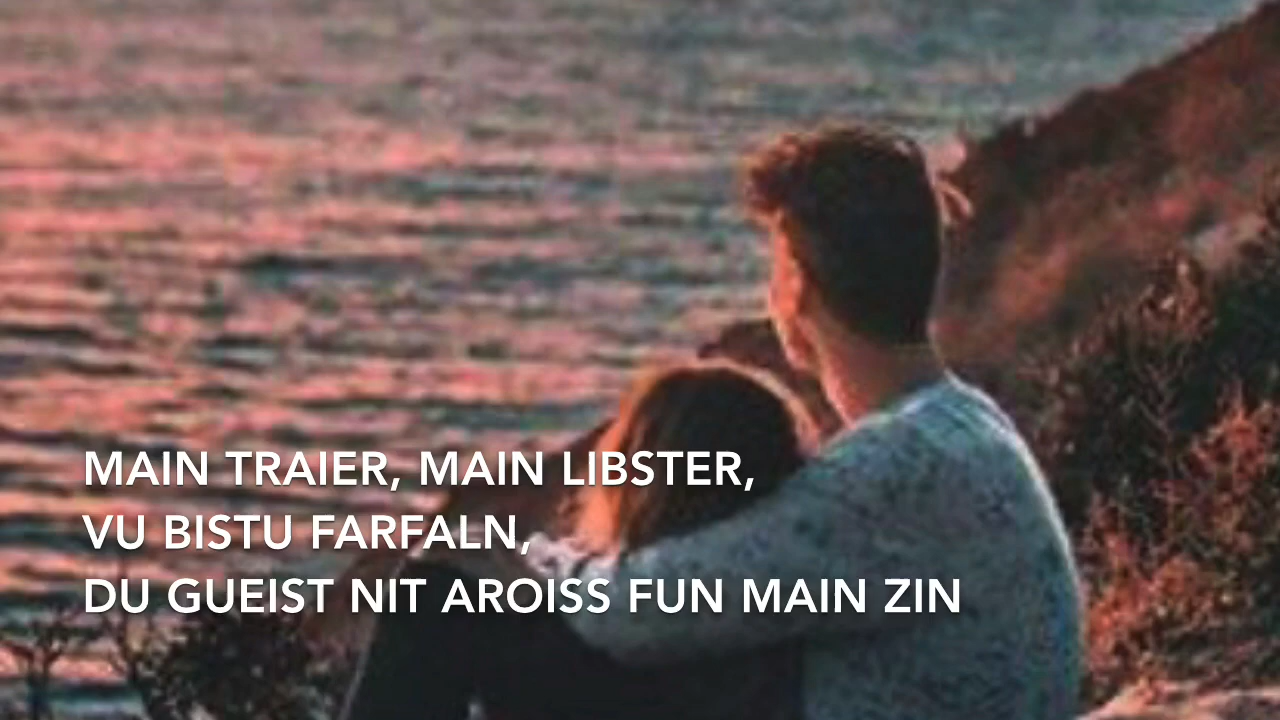 MAIN TRAIER, MAIN LIBSTER,
VU BISTU FARFALN,
DU GUEIST NIT AROISS FUN MAIN ZIN